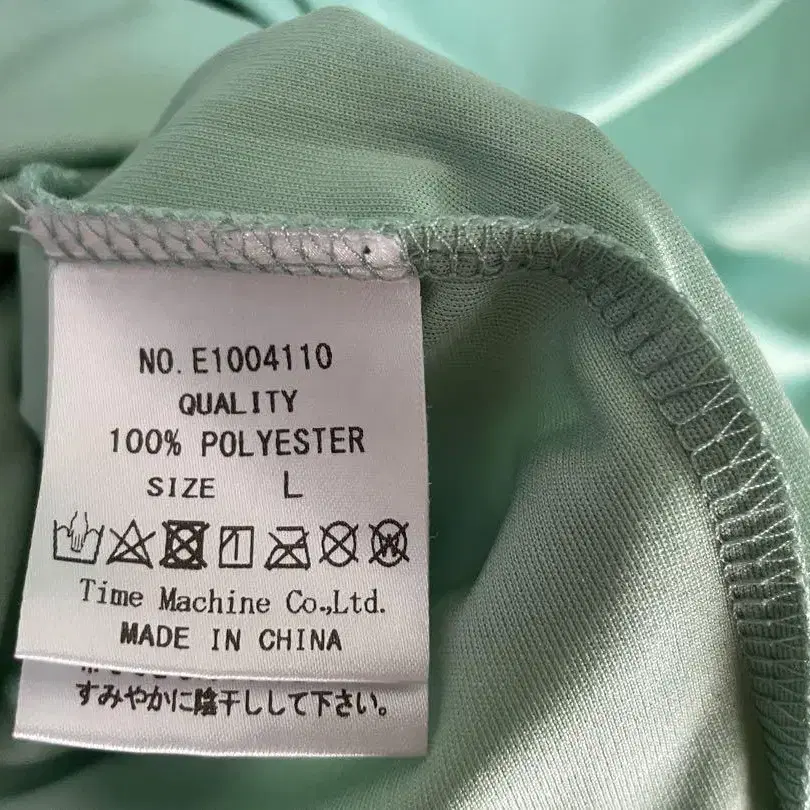 NO. E1004110
QUALITY
100% POLYESTER
SIZE L
Time Machine Co.,Ltd.
MADE IN CHINA
すみやかに陰干しして下さい。